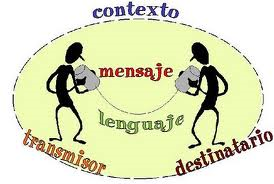 contexto
mensaje
lenguaje
transmisor
destinatario